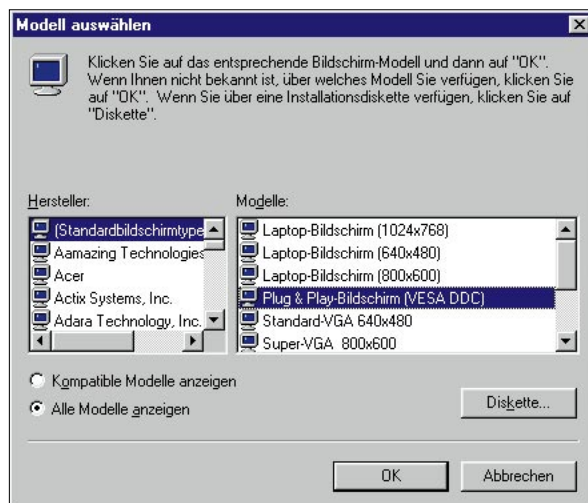 Modell auswählen
Klicken Sie auf das entsprechende Bildschirm-Modell und dann auf "OK".
Wenn Ihnen nicht bekannt ist, über welches Modell Sie verfügen, klicken Sie
auf "OK". Wenn Sie über eine Installationsdiskette verfügen, klicken Sie auf
"Diskette".
Hersteller:
(Standardbildschirmtype
Aamazing Technologies
Acer
Actix Systems, Inc.
Adara Technology, Inc.
Modelle:
Laptop-Bildschirm (1024x768)
Laptop-Bildschirm (640x480)
Laptop-Bildschirm (800x600)
Plug & Play-Bildschirm (VESA DDC)
Standard-VGA 640x480
Super-VGA 800x600
Kompatible Modelle anzeigen
Alle Modelle anzeigen
Diskette...
OK
Abbrechen